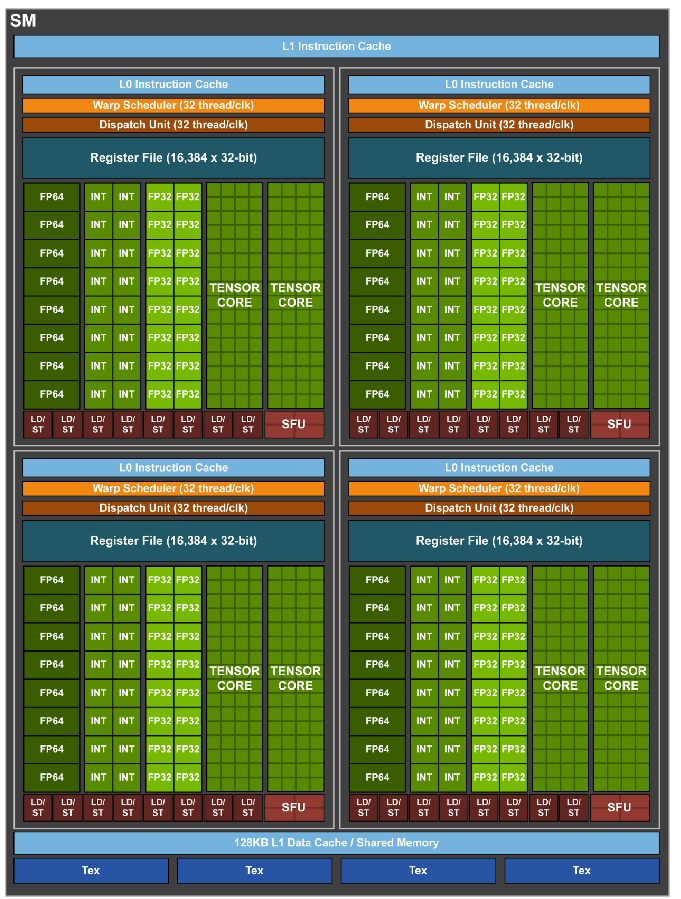 SM
L1 Instruction Cache
L0 Instruction Cache
Warp Scheduler (32 thread/clk)
Dispatch Unit (32 thread/clk)
Register File (16,384 x 32-bit)
FP64 INT INT FP32 FP32
FP64 INT INT FP32 FP32
FP64 INT INT FP32 FP32
FP64 INT INT FP32 FP32
TENSOR CORE TENSOR CORE
FP64 INT INT FP32 FP32
FP64 INT INT FP32 FP32
FP64 INT INT FP32 FP32
FP64 INT INT FP32 FP32
LD/ST LD/ST LD/ST LD/ST LD/ST LD/ST LD/ST LD/ST SFU
L0 Instruction Cache
Warp Scheduler (32 thread/clk)
Dispatch Unit (32 thread/clk)
Register File (16,384 x 32-bit)
FP64 INT INT FP32 FP32
FP64 INT INT FP32 FP32
FP64 INT INT FP32 FP32
FP64 INT INT FP32 FP32
TENSOR CORE TENSOR CORE
FP64 INT INT FP32 FP32
FP64 INT INT FP32 FP32
FP64 INT INT FP32 FP32
FP64 INT INT FP32 FP32
LD/ST LD/ST LD/ST LD/ST LD/ST LD/ST LD/ST LD/ST SFU
L0 Instruction Cache
Warp Scheduler (32 thread/clk)
Dispatch Unit (32 thread/clk)
Register File (16,384 x 32-bit)
FP64 INT INT FP32 FP32
FP64 INT INT FP32 FP32
FP64 INT INT FP32 FP32
FP64 INT INT FP32 FP32
TENSOR CORE TENSOR CORE
FP64 INT INT FP32 FP32
FP64 INT INT FP32 FP32
FP64 INT INT FP32 FP32
FP64 INT INT FP32 FP32
LD/ST LD/ST LD/ST LD/ST LD/ST LD/ST LD/ST LD/ST SFU
L0 Instruction Cache
Warp Scheduler (32 thread/clk)
Dispatch Unit (32 thread/clk)
Register File (16,384 x 32-bit)
FP64 INT INT FP32 FP32
FP64 INT INT FP32 FP32
FP64 INT INT FP32 FP32
FP64 INT INT FP32 FP32
TENSOR CORE TENSOR CORE
FP64 INT INT FP32 FP32
FP64 INT INT FP32 FP32
FP64 INT INT FP32 FP32
FP64 INT INT FP32 FP32
LD/ST LD/ST LD/ST LD/ST LD/ST LD/ST LD/ST LD/ST SFU
128KB L1 Data Cache / Shared Memory
Tex Tex Tex Tex